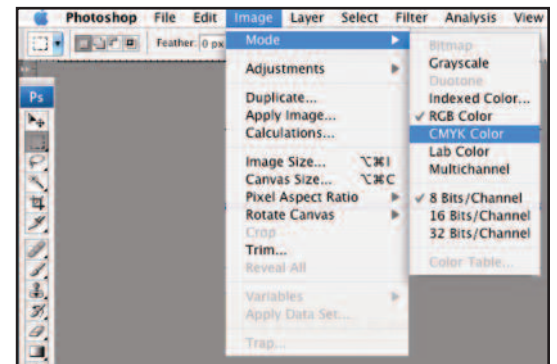 Photoshop File Edit Image Layer Select Filter Analysis View
Feather: 0 px
Ps
Mode
Adjustments
Duplicate...
Apply Image...
Calculations...
Image Size... ⌥⌘I
Canvas Size... ⌥⌘C
Pixel Aspect Ratio
Rotate Canvas
Crop
Trim...
Reveal All
Variables
Apply Data Set...
Trap...
Bitmap
Grayscale
Duotone
Indexed Color...
✓ RGB Color
CMYK Color
Lab Color
Multichannel
✓ 8 Bits/Channel
16 Bits/Channel
32 Bits/Channel
Color Table...